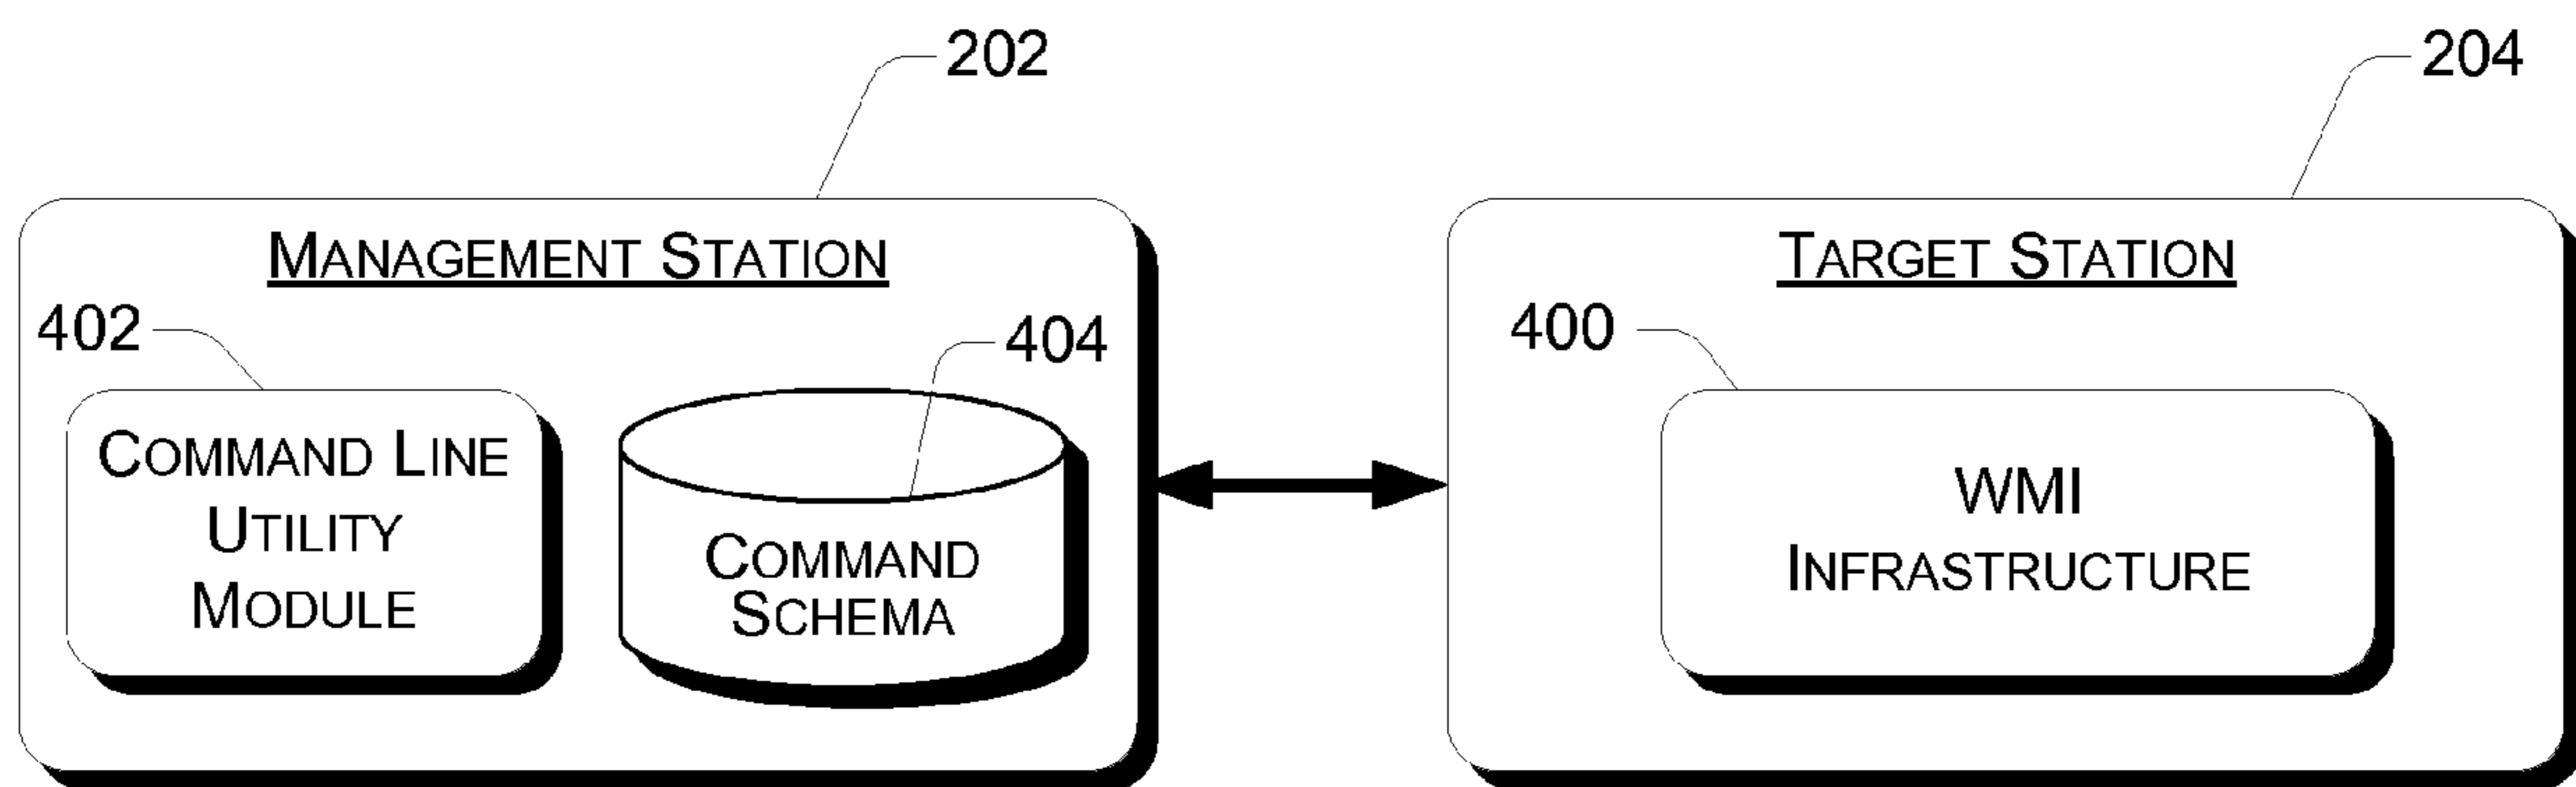 202
204
MANAGEMENT STATION
402
404
COMMAND LINE
UTILITY
MODULE
COMMAND
SCHEMA
TARGET STATION
400
WMI
INFRASTRUCTURE